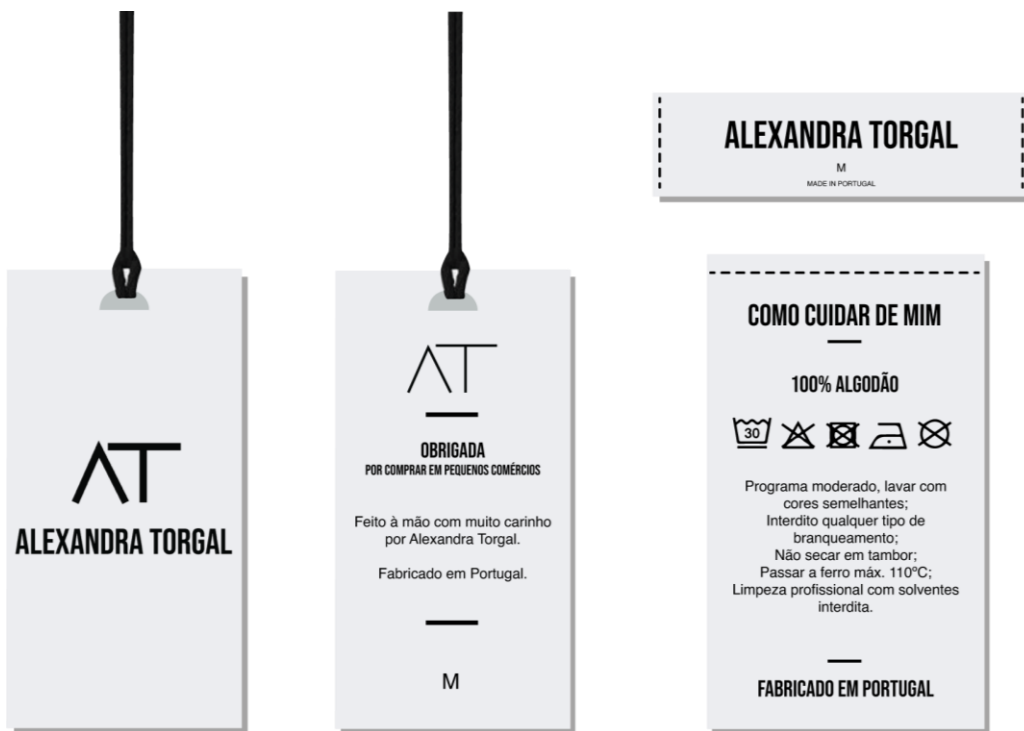 AT
ALEXANDRA TORGAL
AT
OBRIGADA
POR COMPRAR EM PEQUENOS COMÉRCIOS
Feito à mão com muito carinho
por Alexandra Torgal.
Fabricado em Portugal.
M
ALEXANDRA TORGAL
M
MADE IN PORTUGAL
COMO CUIDAR DE MIM
100% ALGODÃO
30
Programa moderado, lavar com
cores semelhantes;
Interdito qualquer tipo de
branqueamento;
Não secar em tambor;
Passar a ferro máx. 110ºC;
Limpeza profissional com solventes
interdita.
FABRICADO EM PORTUGAL